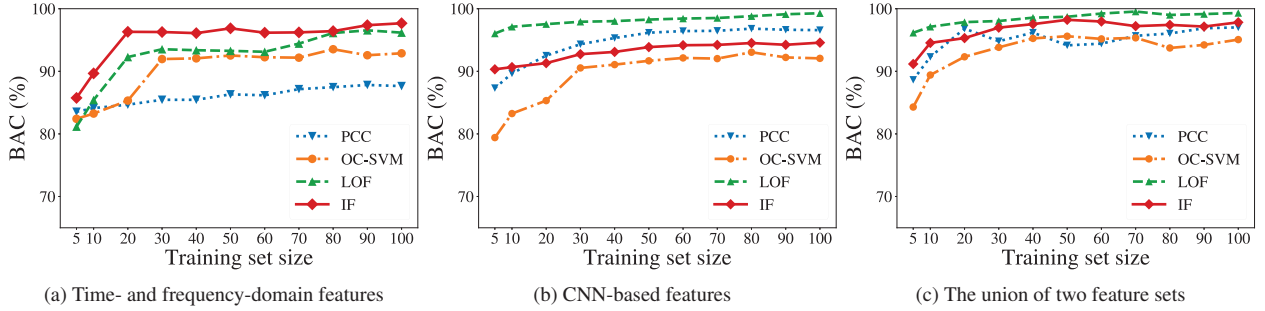 100
90
80
70
BAC (%)
PCC
OC-SVM
LOF
IF
5 10 20 30 40 50 60 70 80 90 100
Training set size
(a) Time- and frequency-domain features
100
90
80
70
BAC (%)
PCC
OC-SVM
LOF
IF
5 10 20 30 40 50 60 70 80 90 100
Training set size
(b) CNN-based features
100
90
80
70
BAC (%)
PCC
OC-SVM
LOF
IF
5 10 20 30 40 50 60 70 80 90 100
Training set size
(c) The union of two feature sets